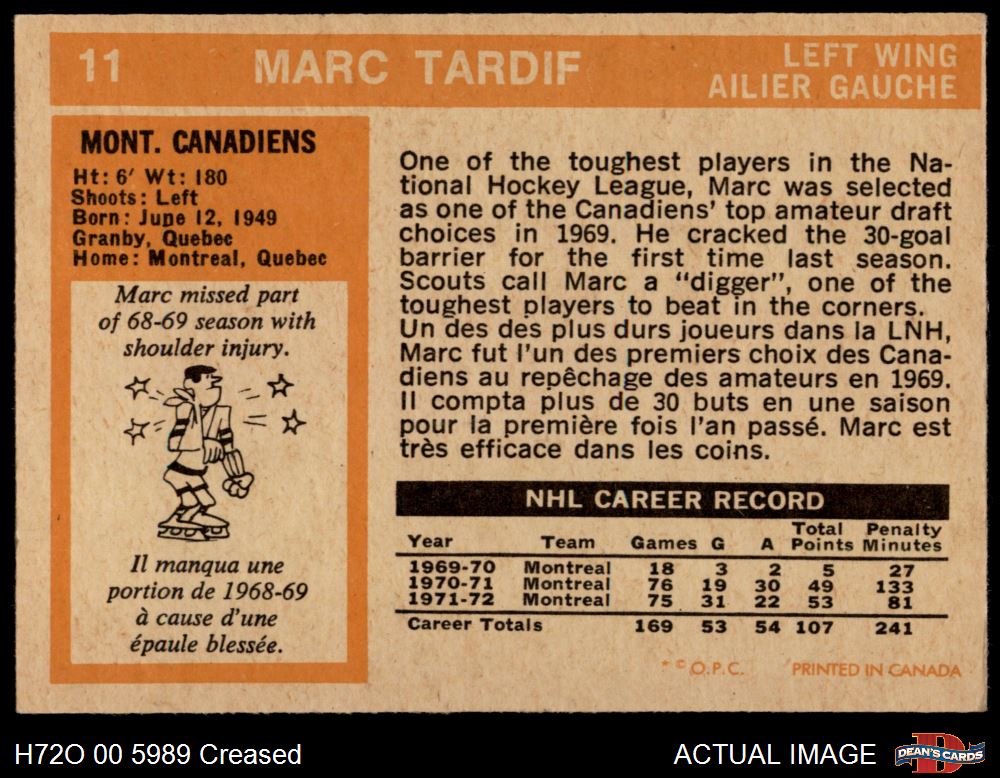 11 MARC TARDIF LEFT WING
AILIER GAUCHE
MONT. CANADIENS
Ht: 6′ Wt: 180
Shoots: Left
Born: June 12, 1949
Granby, Quebec
Home: Montreal, Quebec
Marc missed part
of 68-69 season with
shoulder injury.
Il manqua une
portion de 1968-69
à cause d'une
épaule blessée.
One of the toughest players in the Na-
tional Hockey League, Marc was selected
as one of the Canadiens' top amateur draft
choices in 1969. He cracked the 30-goal
barrier for the first time last season.
Scouts call Marc a "digger", one of the
toughest players to beat in the corners.
Un des des plus durs joueurs dans la LNH,
Marc fut l'un des premiers choix des Cana-
diens au repêchage des amateurs en 1969.
Il compta plus de 30 buts en une saison
pour la première fois l'an passé. Marc est
très efficace dans les coins.
NHL CAREER RECORD
Year Team Games G A Total Points Penalty Minutes
1969-70 Montreal 18 3 2 5 27
1970-71 Montreal 76 19 30 49 133
1971-72 Montreal 75 31 22 53 81
Career Totals 169 53 54 107 241
* © O.P.C. PRINTED IN CANADA
H72O 00 5989 Creased ACTUAL IMAGE DEAN'S CARDS